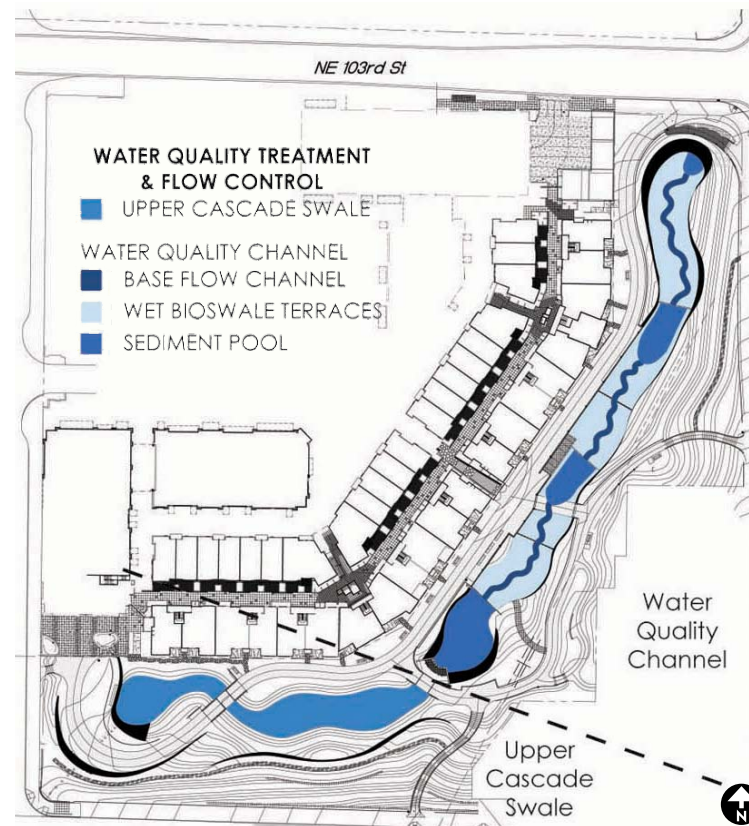 NE 103rd St
WATER QUALITY TREATMENT
& FLOW CONTROL
UPPER CASCADE SWALE
WATER QUALITY CHANNEL
BASE FLOW CHANNEL
WET BIOSWALE TERRACES
SEDIMENT POOL
Water
Quality
Channel
Upper
Cascade
Swale
N